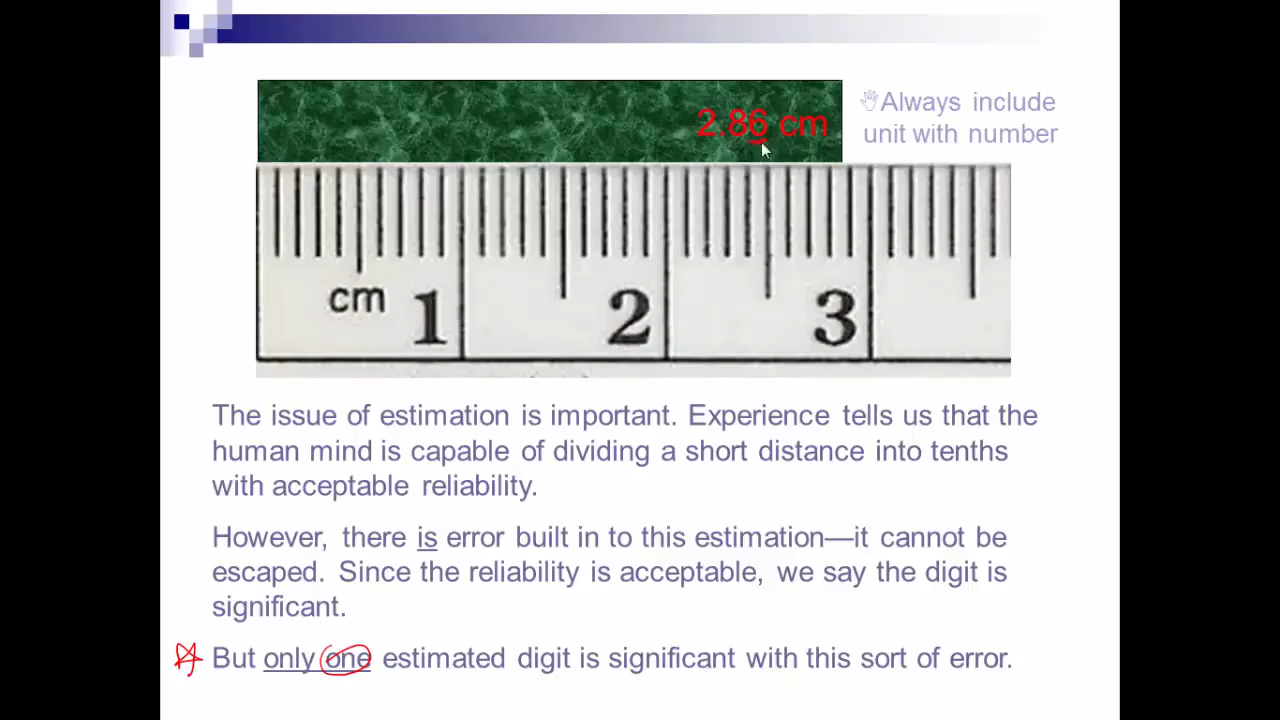 2.86 cm
Always include
unit with number
cm 1 2 3
The issue of estimation is important. Experience tells us that the
human mind is capable of dividing a short distance into tenths
with acceptable reliability.
However, there is error built in to this estimation—it cannot be
escaped. Since the reliability is acceptable, we say the digit is
significant.
But only one estimated digit is significant with this sort of error.